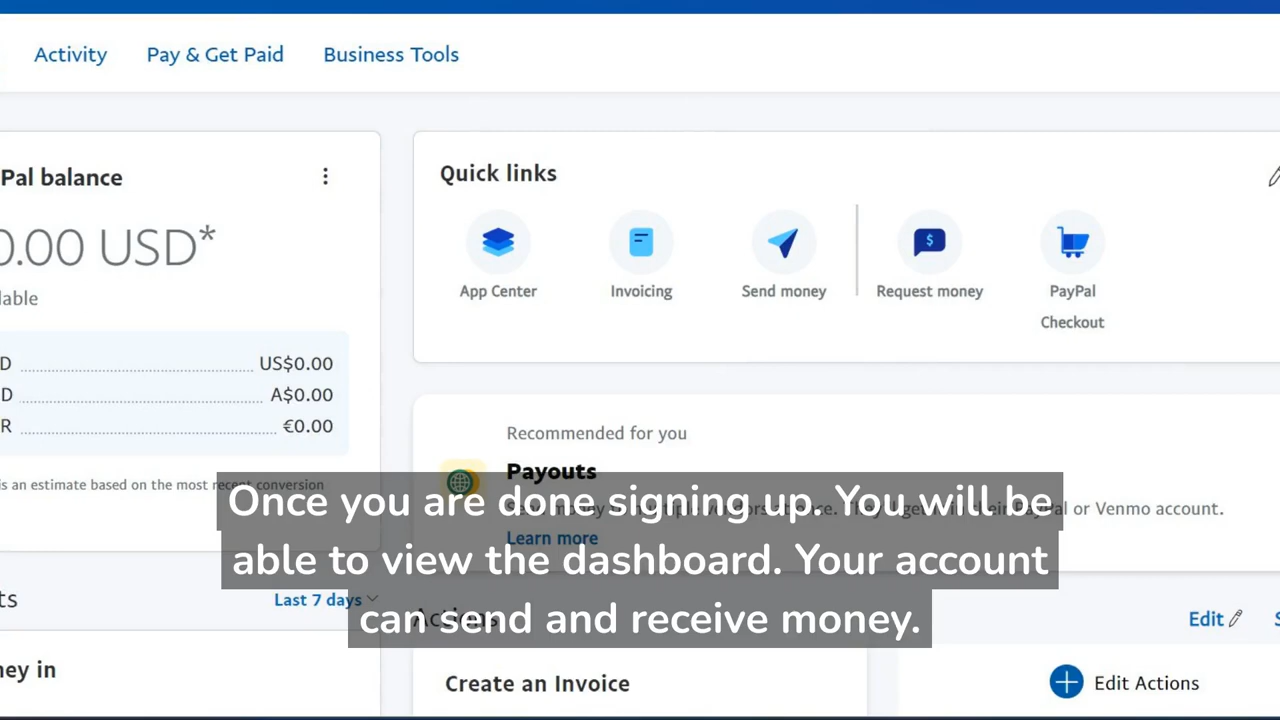 Activity Pay & Get Paid Business Tools
Pal balance
0.00 USD*
lable
D US$0.00
D A$0.00
R €0.00
is an estimate based on the most recent conversion
ts Last 7 days
ney in
Quick links
App Center Invoicing Send money Request money PayPal
Checkout
Recommended for you
Payouts
or Venmo account.
Learn more
Once you are done signing up. You will be
able to view the dashboard. Your account
can send and receive money.
Actions Edit
Create an Invoice Edit Actions